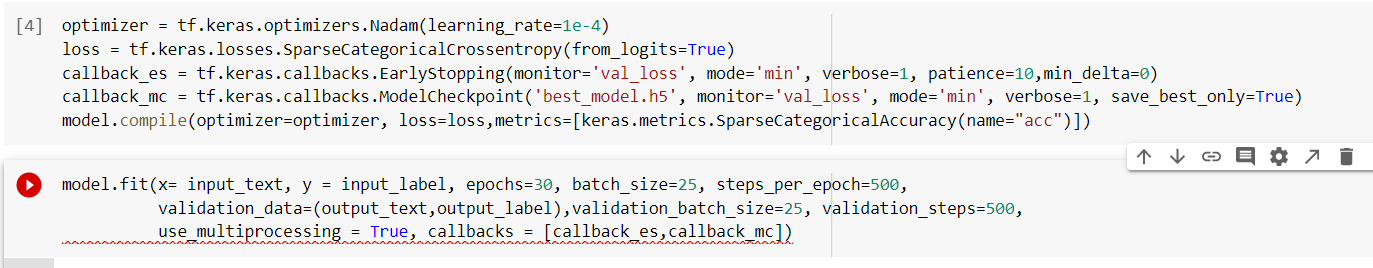 [4] optimizer = tf.keras.optimizers.Nadam(learning_rate=1e-4)
loss = tf.keras.losses.SparseCategoricalCrossentropy(from_logits=True)
callback_es = tf.keras.callbacks.EarlyStopping(monitor='val_loss', mode='min', verbose=1, patience=10,min_delta=0)
callback_mc = tf.keras.callbacks.ModelCheckpoint('best_model.h5', monitor='val_loss', mode='min', verbose=1, save_best_only=True)
model.compile(optimizer=optimizer, loss=loss,metrics=[keras.metrics.SparseCategoricalAccuracy(name="acc")])
model.fit(x= input_text, y = input_label, epochs=30, batch_size=25, steps_per_epoch=500,
validation_data=(output_text,output_label),validation_batch_size=25, validation_steps=500,
use_multiprocessing = True, callbacks = [callback_es,callback_mc])